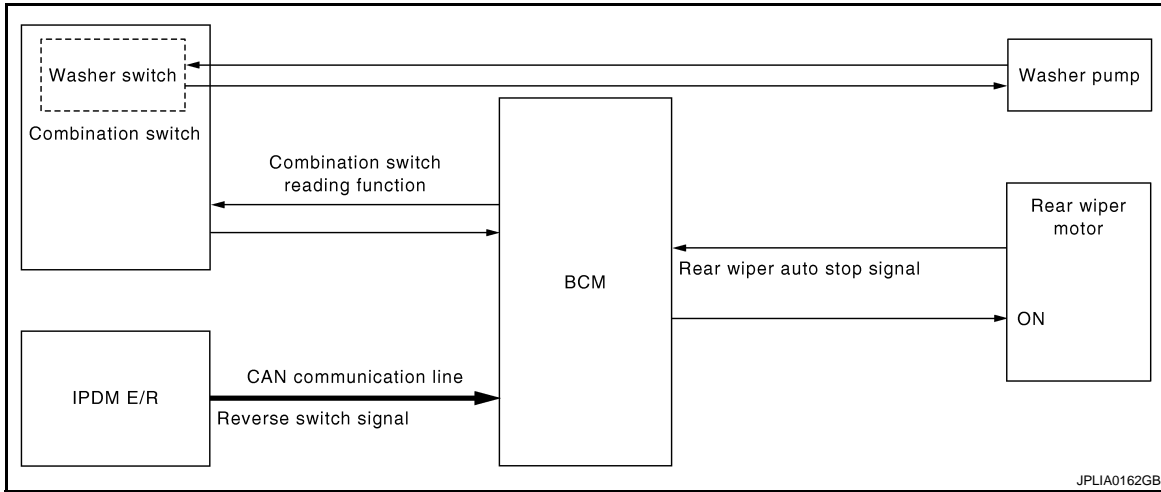 Washer switch
Combination switch
Washer pump
Combination switch
reading function
BCM
Rear wiper
motor
Rear wiper auto stop signal
ON
IPDM E/R
CAN communication line
Reverse switch signal
JPLIA0162GB